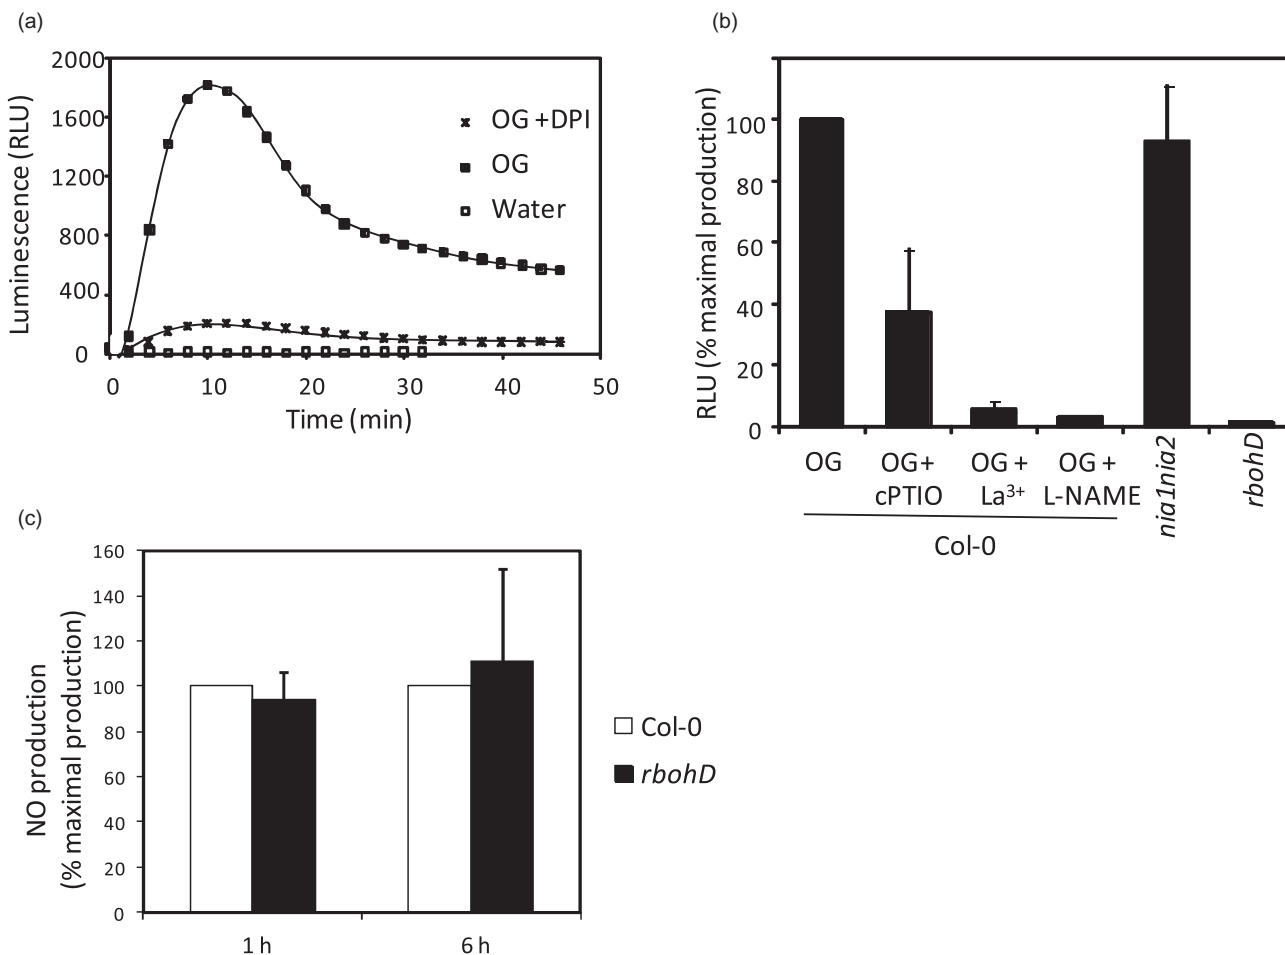 (a)
2000
1600
1200
800
400
0
0 10 20 30 40 50
Luminescence (RLU)
Time (min)
OG +DPI
OG
Water
(b)
RLU (% maximal production)
100
80
60
40
20
0
OG
OG+ cPTIO
OG + La³⁺
OG + L-NAME
nia1nia2
rbohD
Col-0
(c)
NO production
(% maximal production)
160
140
120
100
80
60
40
20
0
1 h 6 h
Col-0
rbohD